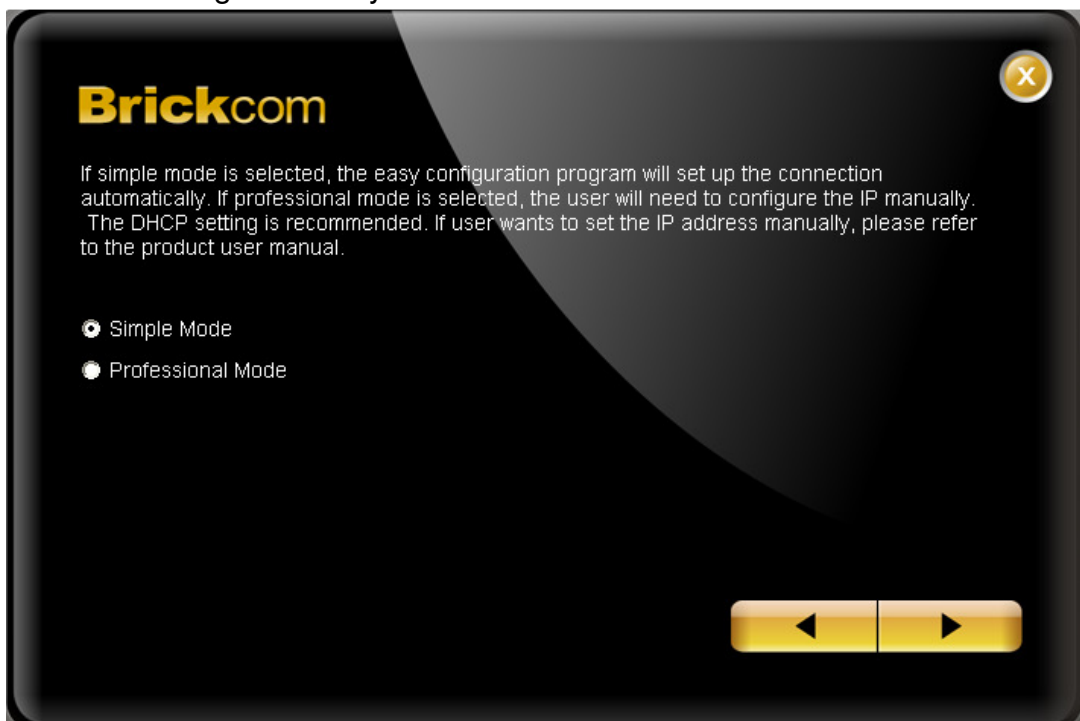 Brickcom
X
If simple mode is selected, the easy configuration program will set up the connection
automatically. If professional mode is selected, the user will need to configure the IP manually.
The DHCP setting is recommended. If user wants to set the IP address manually, please refer
to the product user manual.
Simple Mode
Professional Mode